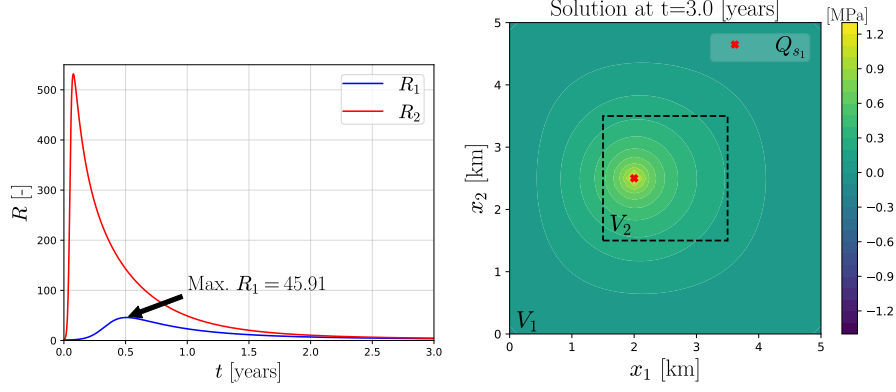 500
400
300
200
100
0
R [-]
0.0 0.5 1.0 1.5 2.0 2.5 3.0
t [years]
R₁
R₂
Max. R₁ = 45.91
Solution at t=3.0 [years]
5
4
3
2
1
0
x₂ [km]
0 1 2 3 4 5
x₁ [km]
Qₛ₁
V₂
V₁
[MPa]
1.2
0.9
0.6
0.3
0.0
−0.3
−0.6
−0.9
−1.2